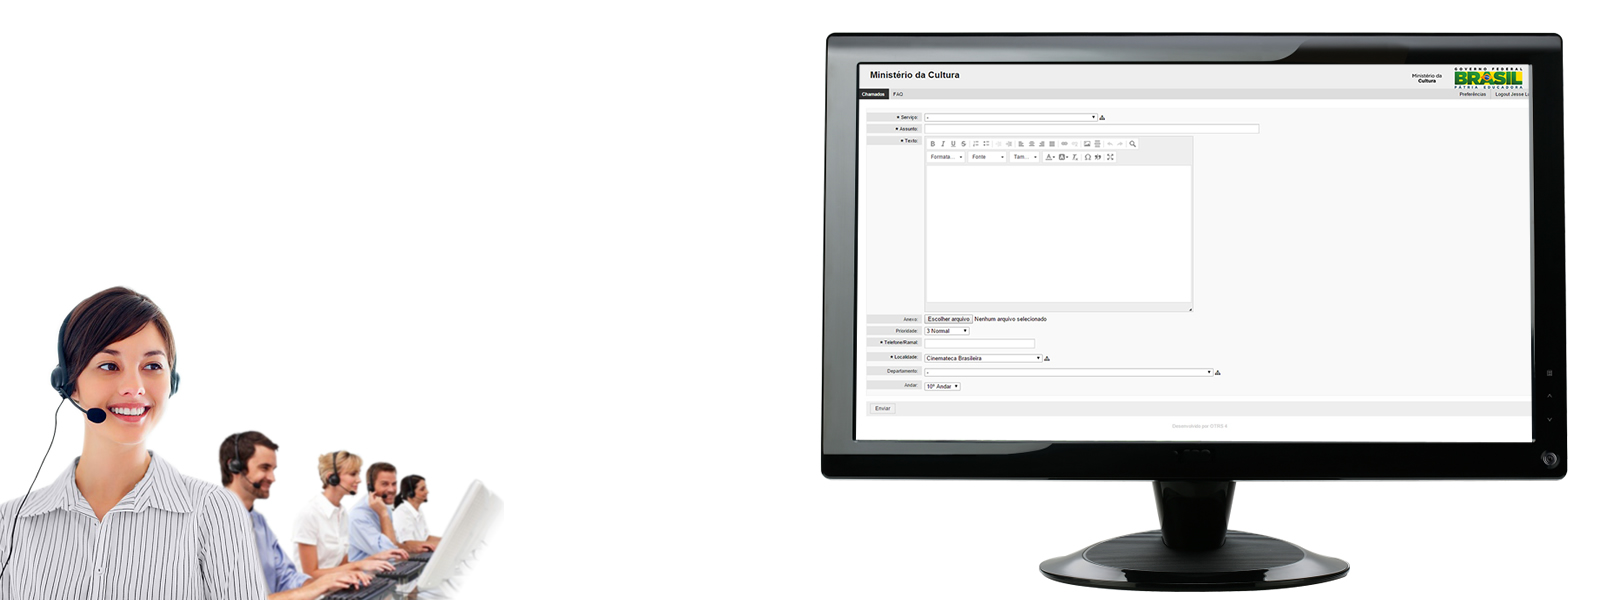 Ministério da Cultura
Ministério da
Cultura
GOVERNO FEDERAL
BRASIL
PÁTRIA EDUCADORA
Chamados FAQ
Preferências Logout Jesse
* Serviço: -
* Assunto:
* Texto:
B I U S
Formata... Fonte Tam...
Anexo: Escolher arquivo Nenhum arquivo selecionado
Prioridade: 3 Normal
* Telefone/Ramal:
* Localidade: Cinemateca Brasileira
Departamento: -
Andar: 10º Andar
Enviar
Desenvolvido por OTRS 4